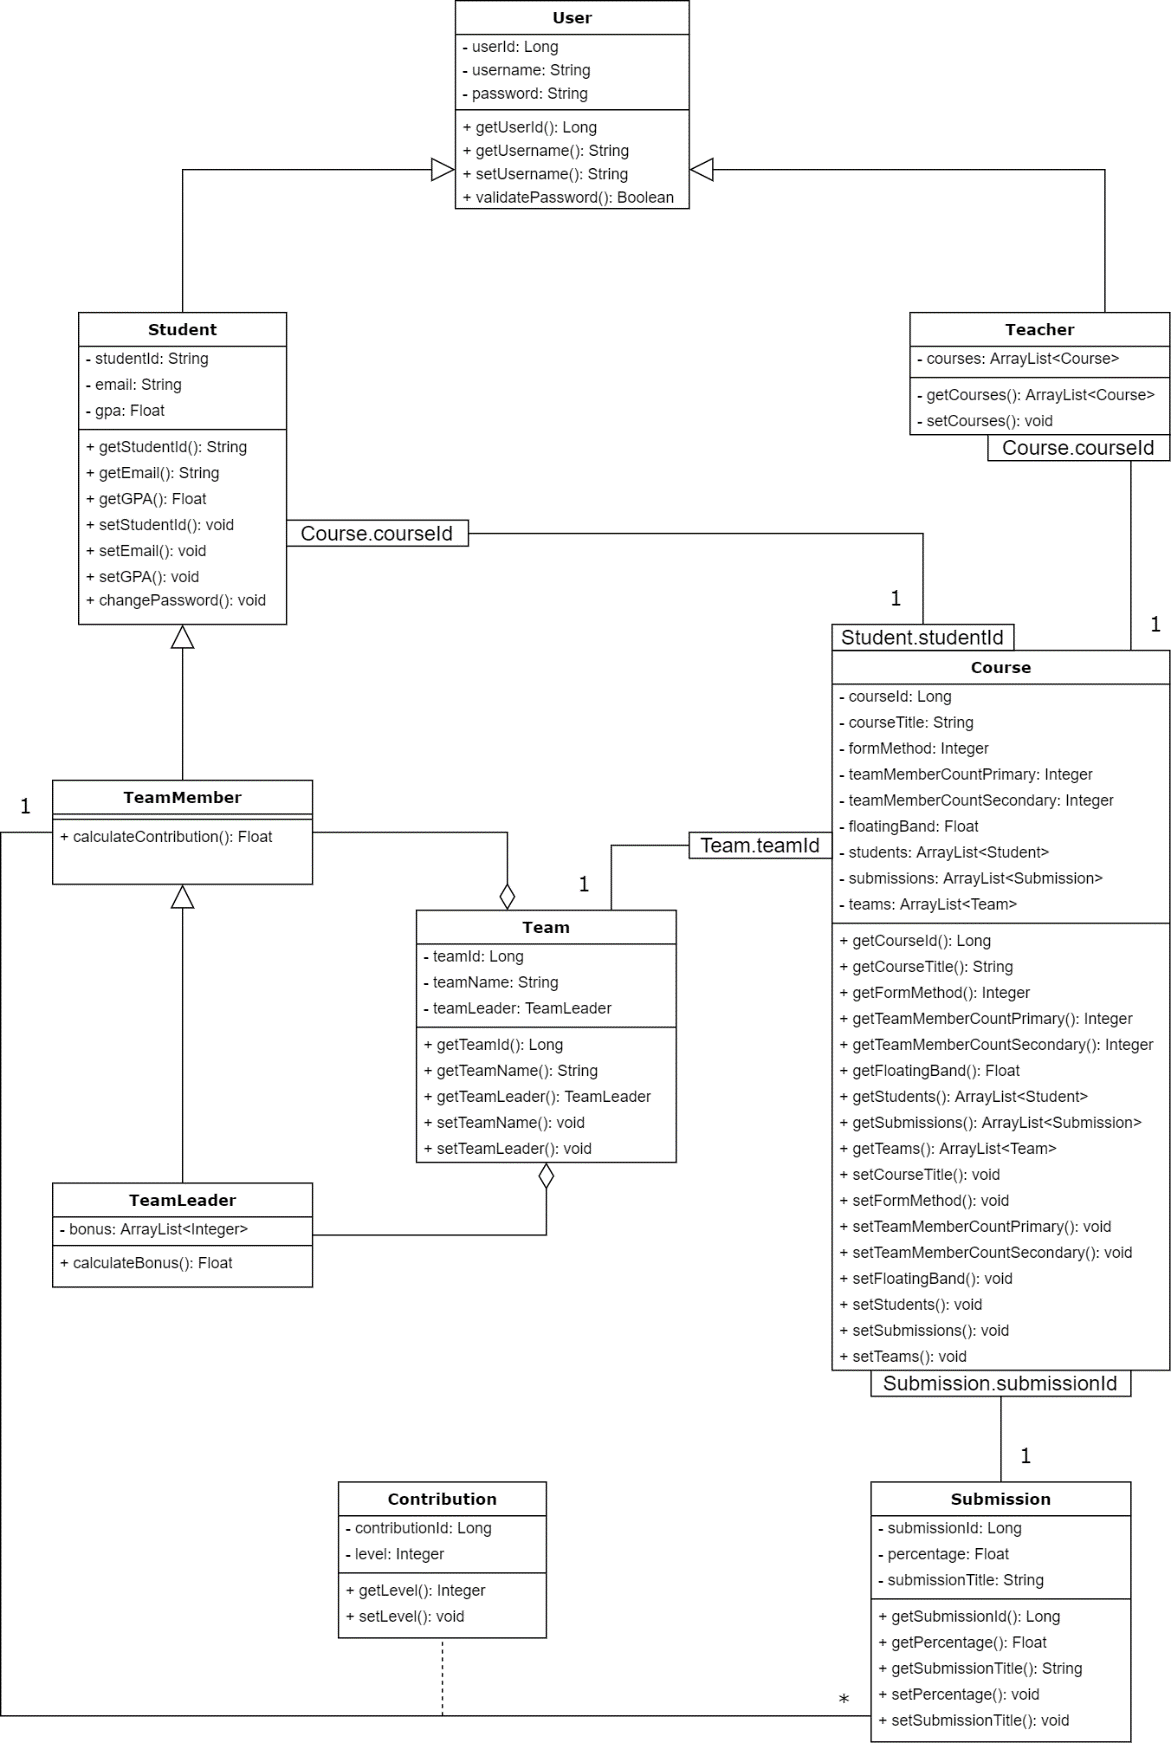 User
- userId: Long
- username: String
- password: String
+ getUserId(): Long
+ getUsername(): String
+ setUsername(): String
+ validatePassword(): Boolean
Student
- studentId: String
- email: String
- gpa: Float
+ getStudentId(): String
+ getEmail(): String
+ getGPA(): Float
+ setStudentId(): void
+ setEmail(): void
+ setGPA(): void
+ changePassword(): void
Course.courseId
1
Teacher
- courses: ArrayList<Course>
- getCourses(): ArrayList<Course>
- setCourses(): void
Course.courseId
1
Student.studentId
Course
- courseId: Long
- courseTitle: String
- formMethod: Integer
- teamMemberCountPrimary: Integer
- teamMemberCountSecondary: Integer
- floatingBand: Float
- students: ArrayList<Student>
- submissions: ArrayList<Submission>
- teams: ArrayList<Team>
+ getCourseId(): Long
+ getCourseTitle(): String
+ getFormMethod(): Integer
+ getTeamMemberCountPrimary(): Integer
+ getTeamMemberCountSecondary(): Integer
+ getFloatingBand(): Float
+ getStudents(): ArrayList<Student>
+ getSubmissions(): ArrayList<Submission>
+ getTeams(): ArrayList<Team>
+ setCourseTitle(): void
+ setFormMethod(): void
+ setTeamMemberCountPrimary(): void
+ setTeamMemberCountSecondary(): void
+ setFloatingBand(): void
+ setStudents(): void
+ setSubmissions(): void
+ setTeams(): void
Submission.submissionId
1
1
TeamMember
+ calculateContribution(): Float
Team.teamId
1
Team
- teamId: Long
- teamName: String
- teamLeader: TeamLeader
+ getTeamId(): Long
+ getTeamName(): String
+ getTeamLeader(): TeamLeader
+ setTeamName(): void
+ setTeamLeader(): void
TeamLeader
- bonus: ArrayList<Integer>
+ calculateBonus(): Float
Contribution
- contributionId: Long
- level: Integer
+ getLevel(): Integer
+ setLevel(): void
Submission
- submissionId: Long
- percentage: Float
- submissionTitle: String
+ getSubmissionId(): Long
+ getPercentage(): Float
+ getSubmissionTitle(): String
+ setPercentage(): void
+ setSubmissionTitle(): void
*